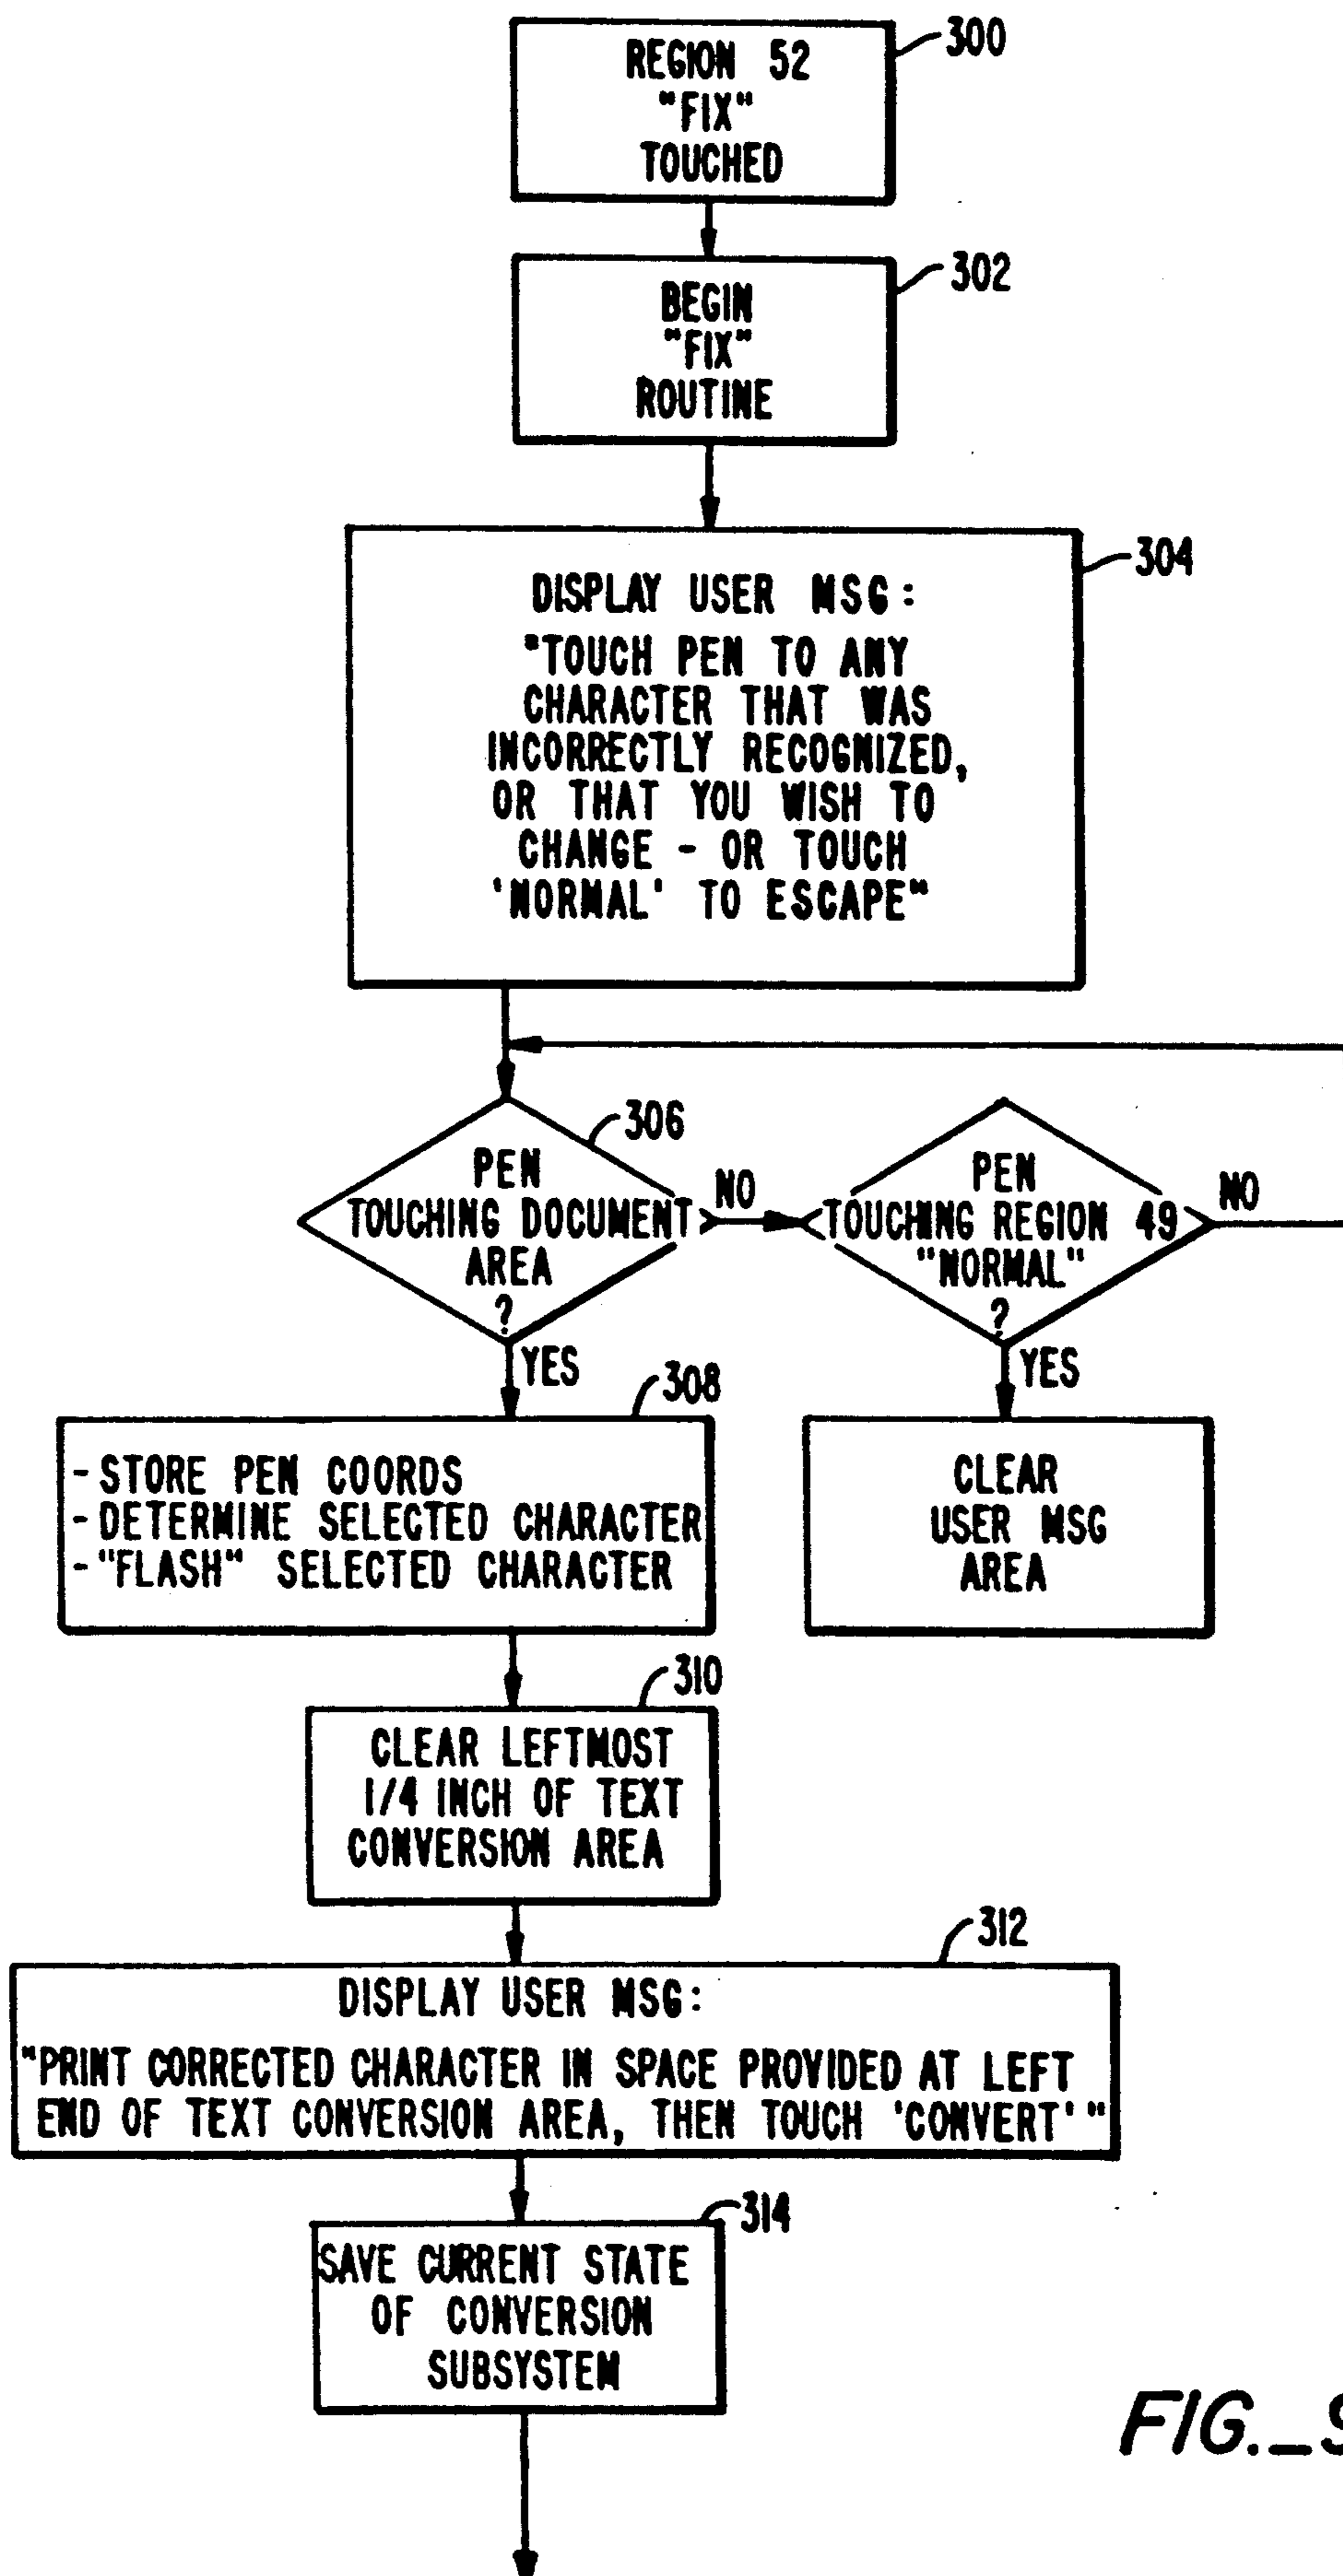 REGION 52
"FIX"
TOUCHED
300
BEGIN
"FIX"
ROUTINE
302
DISPLAY USER MSG:
"TOUCH PEN TO ANY
CHARACTER THAT WAS
INCORRECTLY RECOGNIZED,
OR THAT YOU WISH TO
CHANGE - OR TOUCH
'NORMAL' TO ESCAPE"
304
PEN
TOUCHING DOCUMENT
AREA
?
306
NO
YES
PEN
TOUCHING REGION 49
"NORMAL"
?
NO
YES
- STORE PEN COORDS
- DETERMINE SELECTED CHARACTER
- "FLASH" SELECTED CHARACTER
308
CLEAR
USER MSG
AREA
CLEAR LEFTMOST
1/4 INCH OF TEXT
CONVERSION AREA
310
DISPLAY USER MSG:
"PRINT CORRECTED CHARACTER IN SPACE PROVIDED AT LEFT
END OF TEXT CONVERSION AREA, THEN TOUCH 'CONVERT'"
312
SAVE CURRENT STATE
OF CONVERSION
SUBSYSTEM
314
FIG._